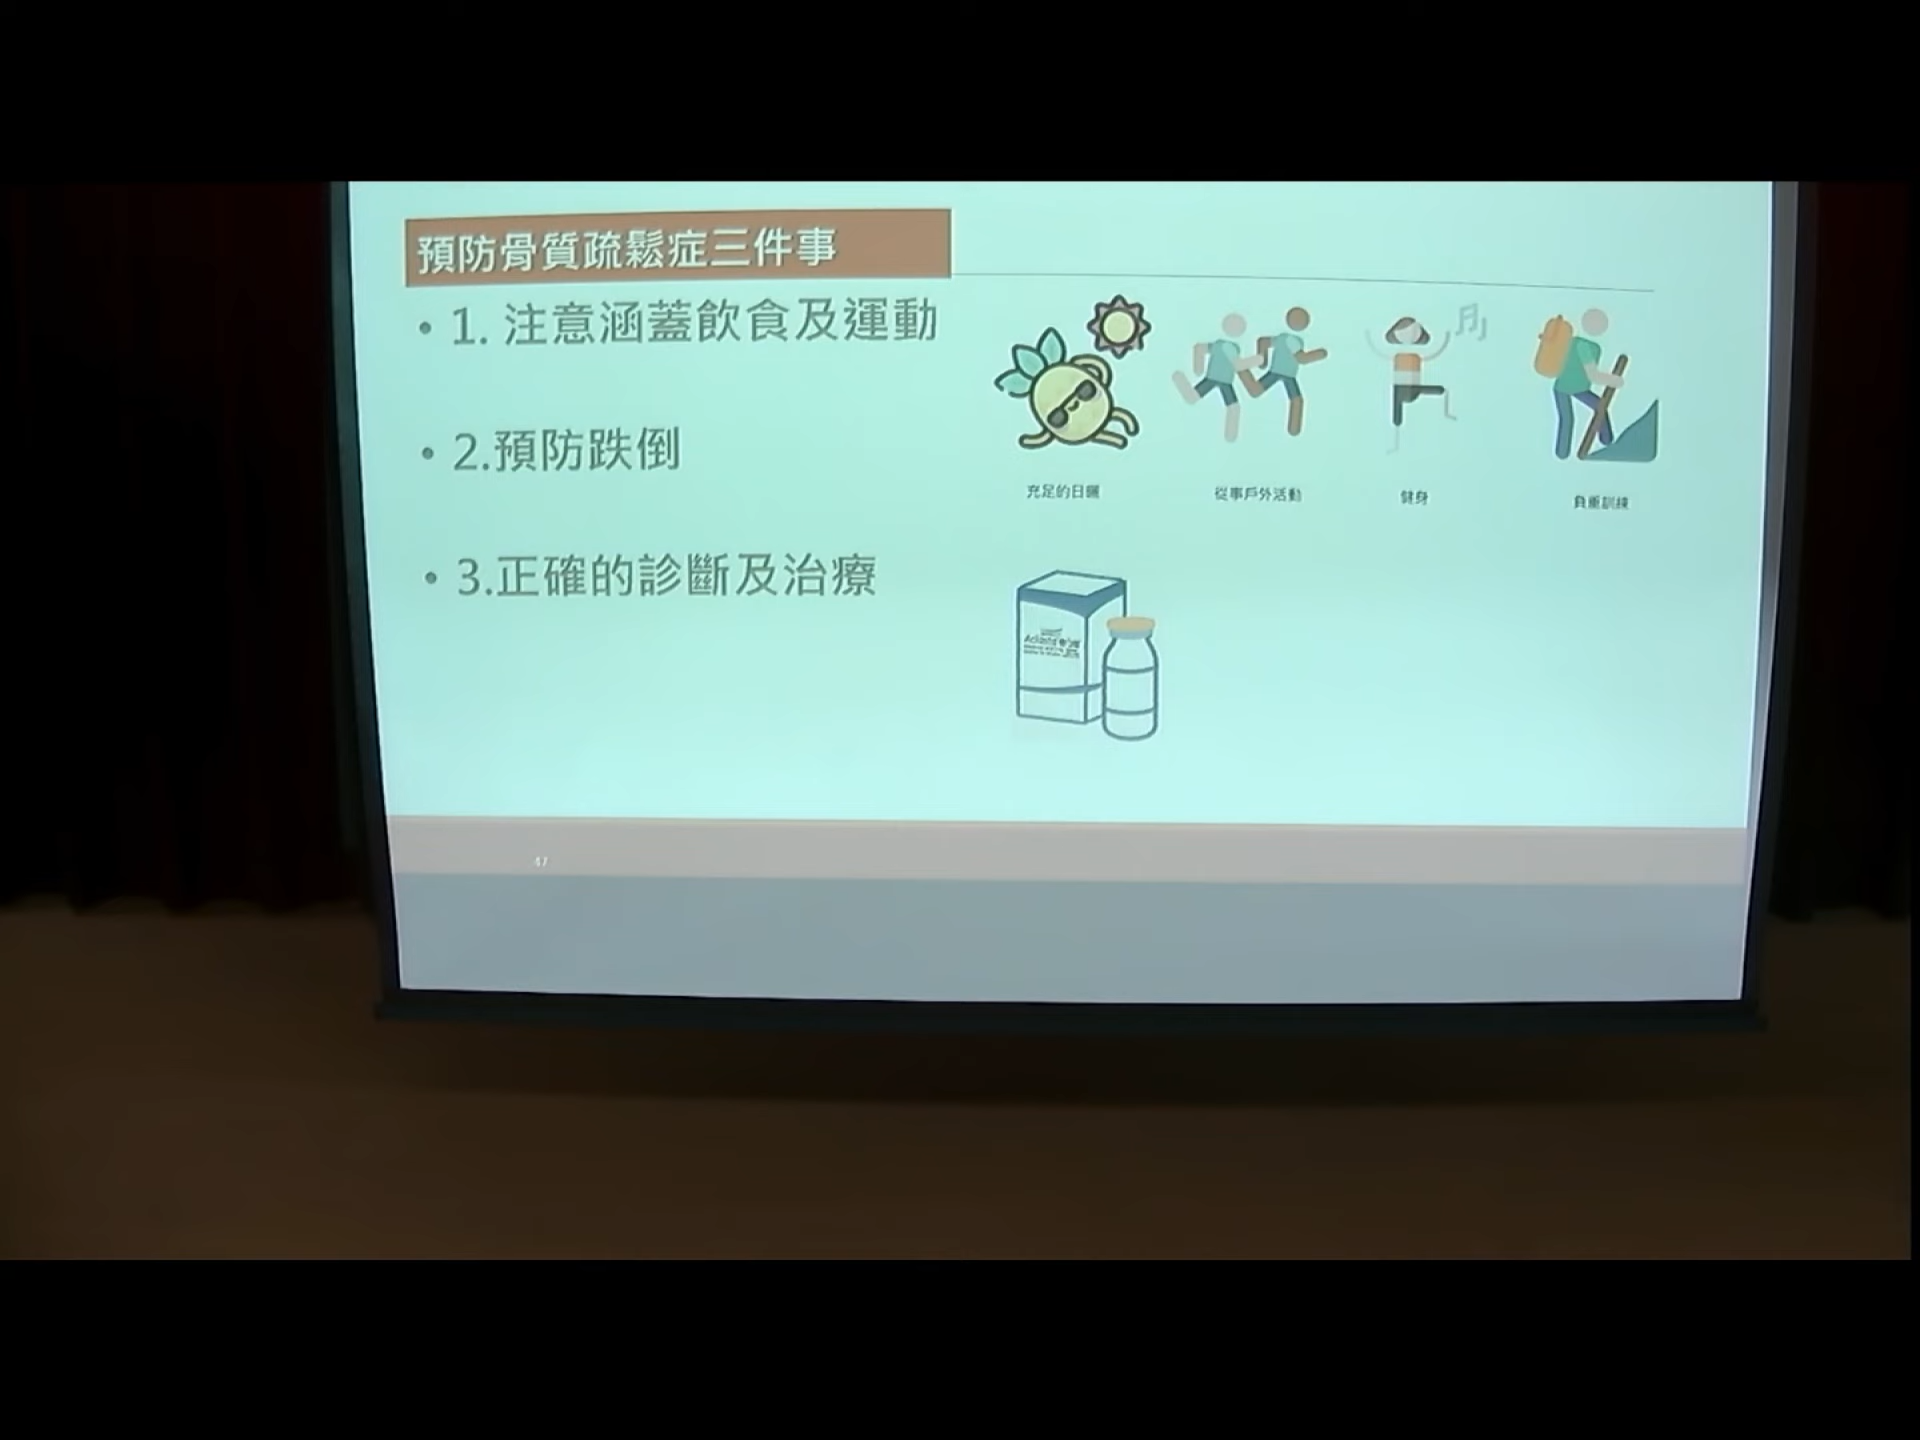 預防骨質疏鬆症三件事
• 1. 注意涵蓋飲食及運動
• 2.預防跌倒
• 3.正確的診斷及治療
充足的日曬
從事戶外活動
健身
負重訓練
47